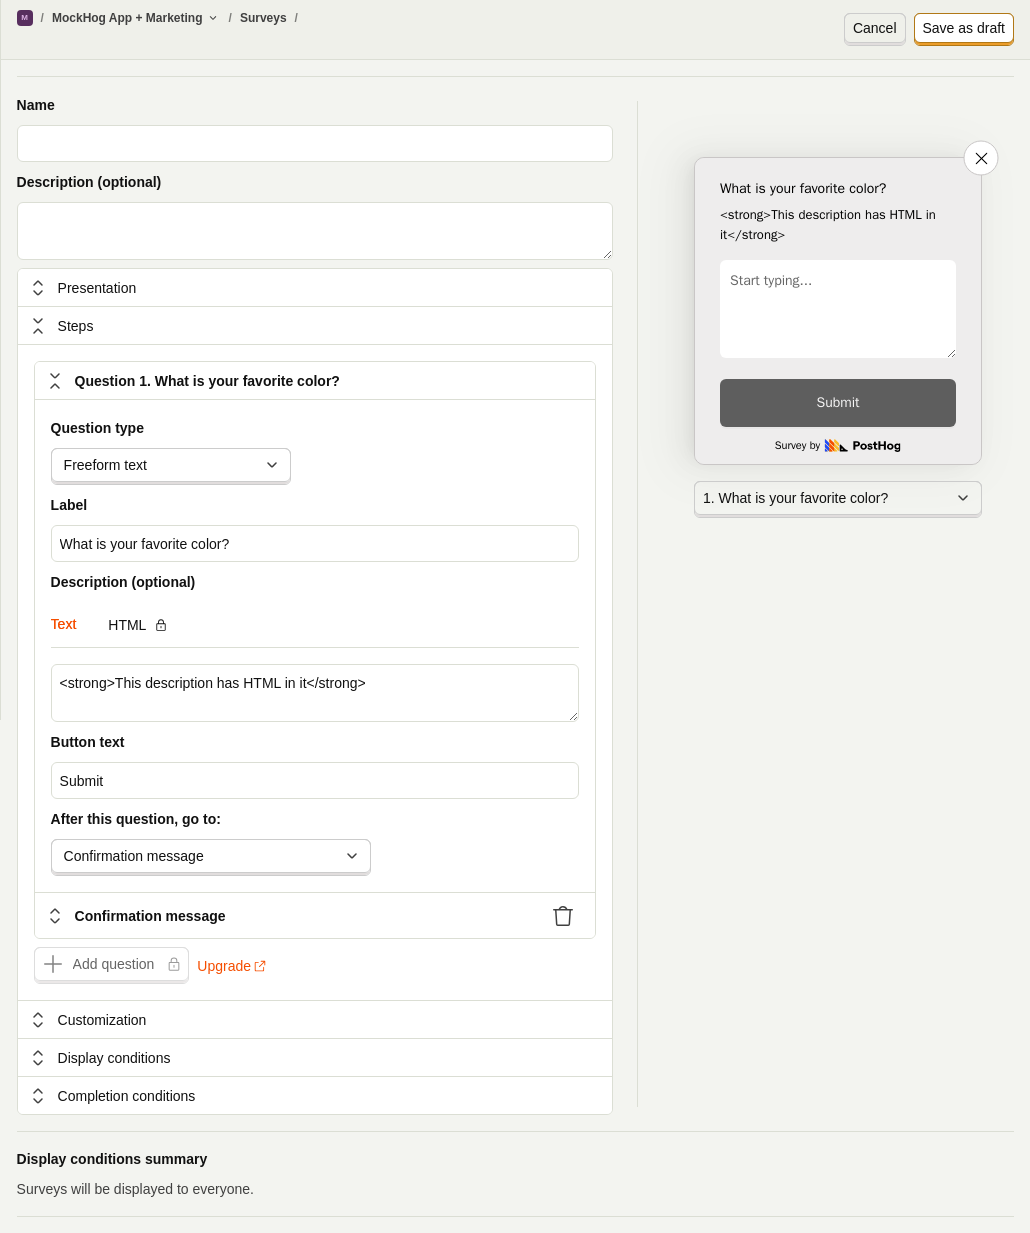 M / MockHog App + Marketing / Surveys /
Cancel
Save as draft
Name
Description (optional)
Presentation
Steps
Question 1. What is your favorite color?
Question type
Freeform text
Label
What is your favorite color?
Description (optional)
Text HTML
<strong>This description has HTML in it</strong>
Button text
Submit
After this question, go to:
Confirmation message
Confirmation message
Add question
Upgrade
Customization
Display conditions
Completion conditions
What is your favorite color?
<strong>This description has HTML in
it</strong>
Start typing...
Submit
Survey by PostHog
1. What is your favorite color?
Display conditions summary
Surveys will be displayed to everyone.